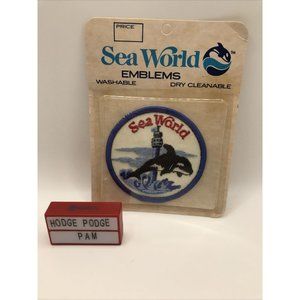 PRICE
Sea World
EMBLEMS
WASHABLE DRY CLEANABLE
Sea World
HODGE PODGE
PAM